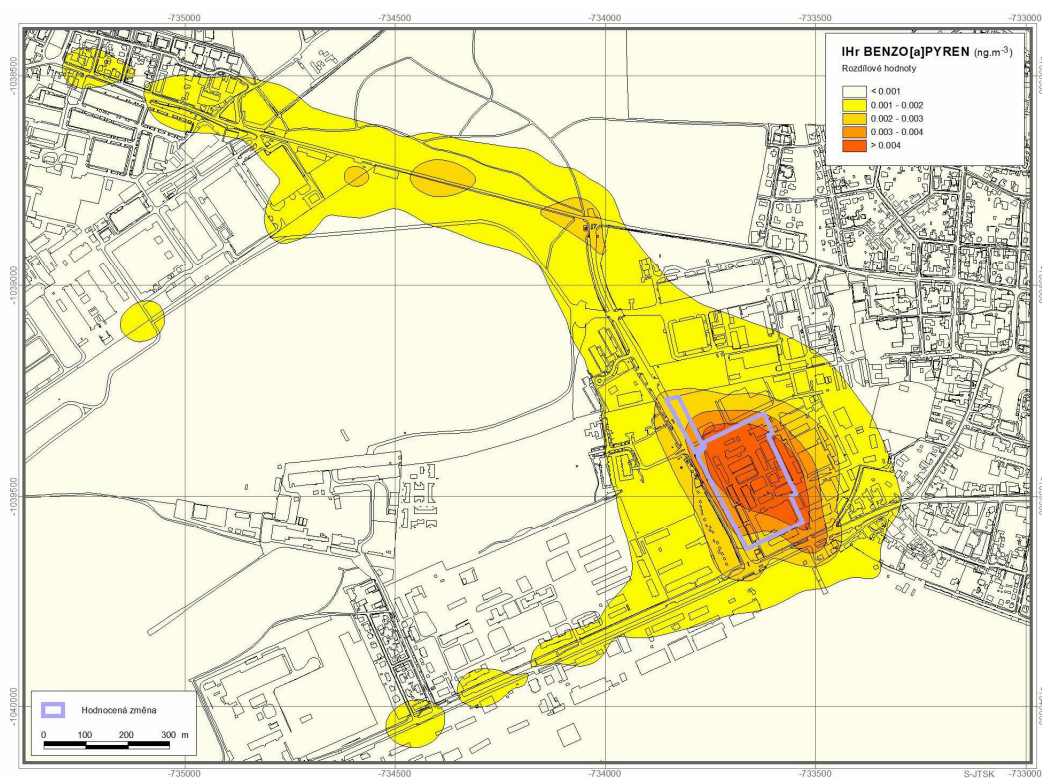 -735000 -734500 -734000 -733500 -733000
IHr BENZO[a]PYREN (ng.m-3)
Rozdílové hodnoty
< 0.001
0.001 - 0.002
0.002 - 0.003
0.003 - 0.004
> 0.004
-1038500
-1039000
-1039500
-1040000
Hodnocená změna
0 100 200 300 m
S-JTSK
-735000 -734500 -734000 -733500 -733000